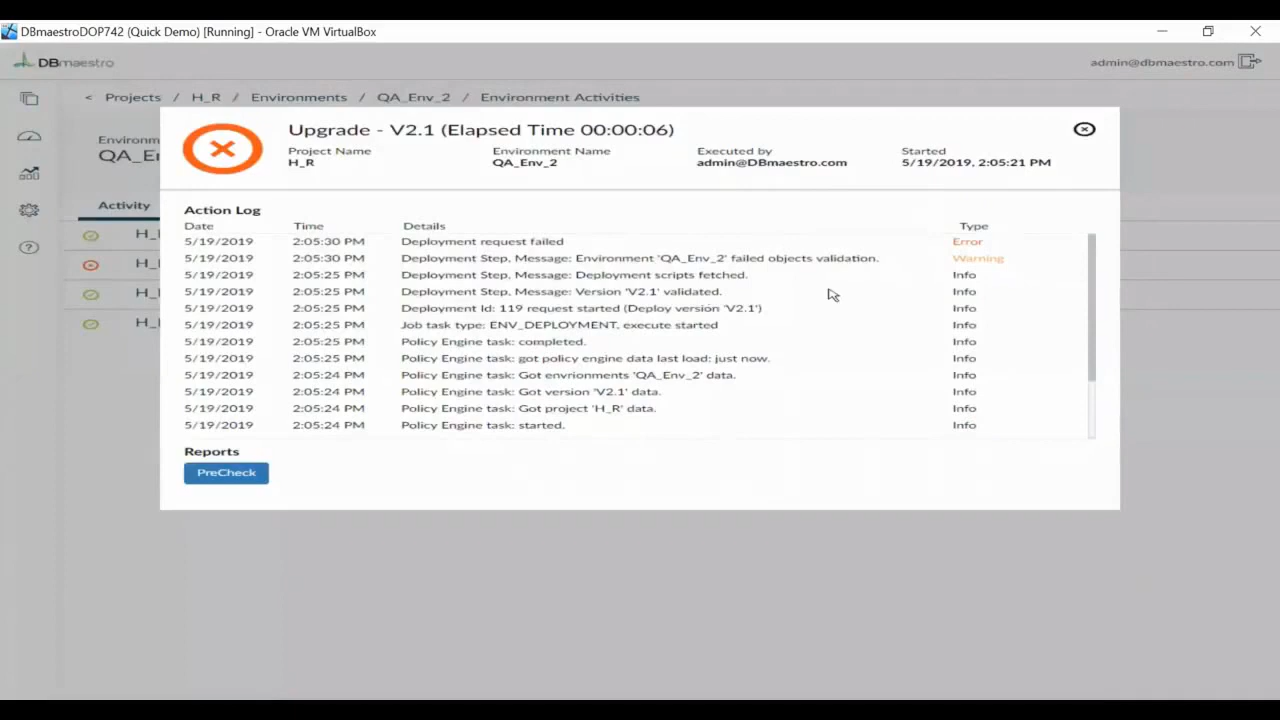 DBmaestroDOP742 (Quick Demo) [Running] - Oracle VM VirtualBox
DBmaestro admin@dbmaestro.com
< Projects / H_R / Environments / QA_Env_2 / Environment Activities
Upgrade - V2.1 (Elapsed Time 00:00:06)
Project Name Environment Name Executed by Started
H_R QA_Env_2 admin@DBmaestro.com 5/19/2019, 2:05:21 PM
Environm
QA_E
Activity
H_
H_
H_
H_
Action Log
Date Time Details Type
5/19/2019 2:05:30 PM Deployment request failed Error
5/19/2019 2:05:30 PM Deployment Step, Message: Environment 'QA_Env_2' failed objects validation. Warning
5/19/2019 2:05:25 PM Deployment Step, Message: Deployment scripts fetched. Info
5/19/2019 2:05:25 PM Deployment Step, Message: Version 'V2.1' validated. Info
5/19/2019 2:05:25 PM Deployment Id: 119 request started (Deploy version 'V2.1') Info
5/19/2019 2:05:25 PM Job task type: ENV_DEPLOYMENT, execute started Info
5/19/2019 2:05:25 PM Policy Engine task: completed. Info
5/19/2019 2:05:25 PM Policy Engine task: got policy engine data last load: just now. Info
5/19/2019 2:05:24 PM Policy Engine task: Got envrionments 'QA_Env_2' data. Info
5/19/2019 2:05:24 PM Policy Engine task: Got version 'V2.1' data. Info
5/19/2019 2:05:24 PM Policy Engine task: Got project 'H_R' data. Info
5/19/2019 2:05:24 PM Policy Engine task: started. Info
Reports
PreCheck